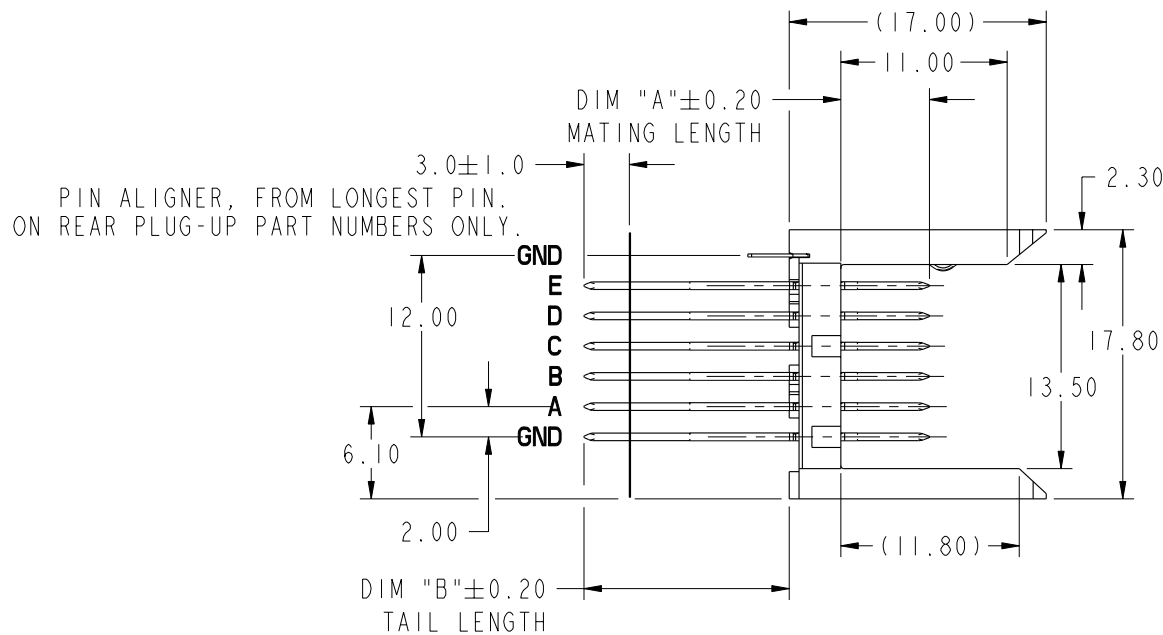 (17.00)
11.00
DIM "A"±0.20
MATING LENGTH
3.0±1.0
2.30
PIN ALIGNER, FROM LONGEST PIN.
ON REAR PLUG-UP PART NUMBERS ONLY.
GND
E
D
12.00
17.80
C
B
13.50
A
GND
6.10
2.00
(11.80)
DIM "B"±0.20
TAIL LENGTH